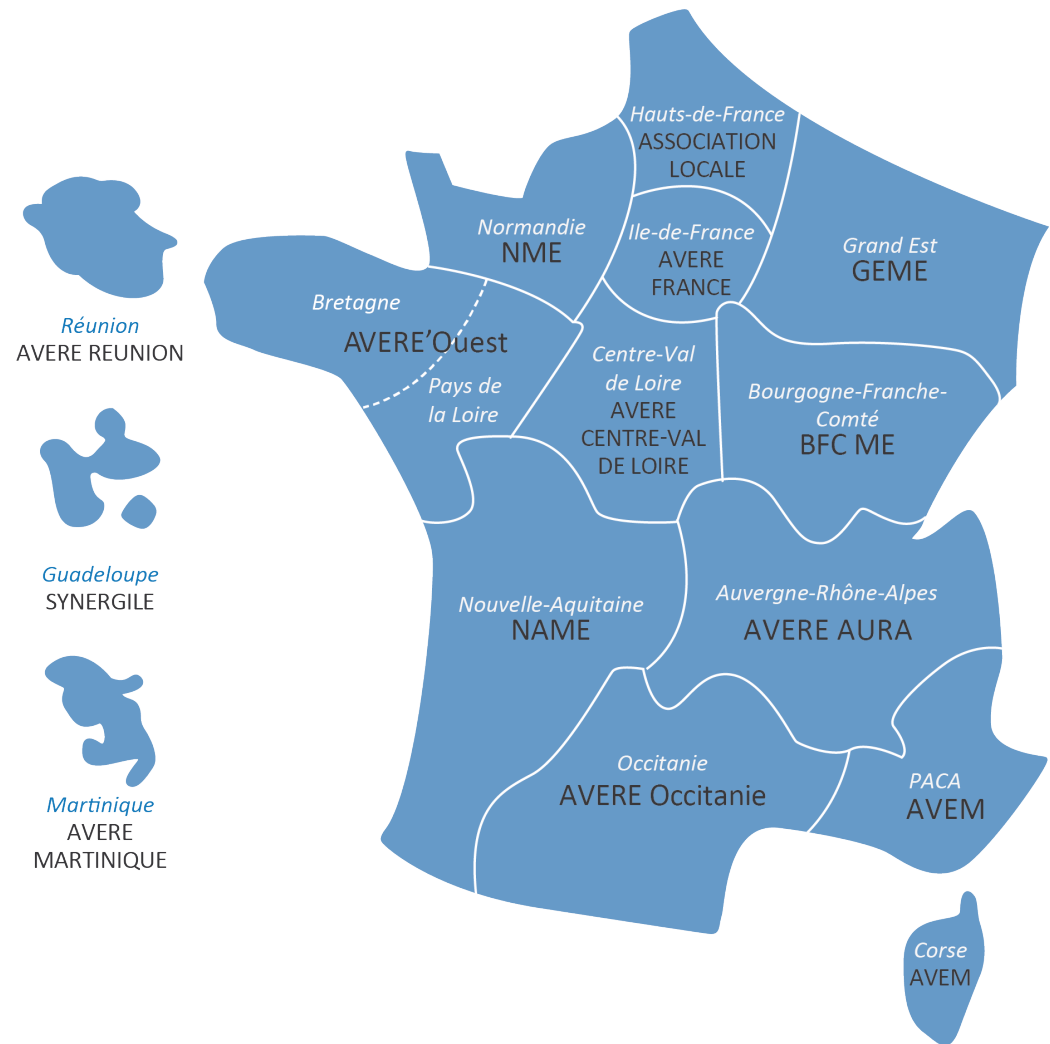 Hauts-de-France
ASSOCIATION
LOCALE
Normandie
NME
Ile-de-France
AVERE
FRANCE
Grand Est
GEME
Bretagne
AVERE'Ouest
Pays de
la Loire
Centre-Val
de Loire
AVERE
CENTRE-VAL
DE LOIRE
Bourgogne-Franche-
Comté
BFC ME
Nouvelle-Aquitaine
NAME
Auvergne-Rhône-Alpes
AVERE AURA
Occitanie
AVERE Occitanie
PACA
AVEM
Corse
AVEM
Réunion
AVERE REUNION
Guadeloupe
SYNERGILE
Martinique
AVERE
MARTINIQUE